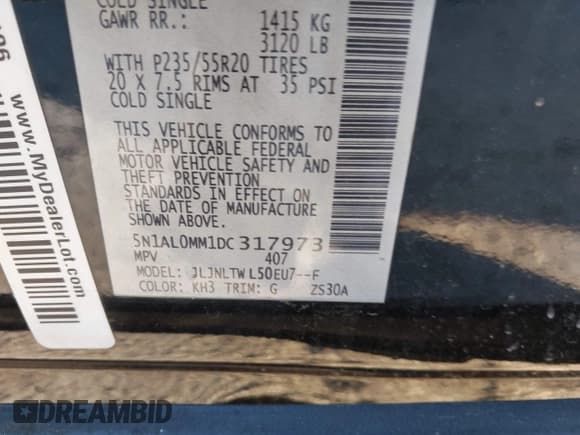 COLD SINGLE
GAWR RR.: 1415 KG
3120 LB
WITH P235/55R20 TIRES
20 X 7.5 RIMS AT 35 PSI
COLD SINGLE
THIS VEHICLE CONFORMS TO
ALL APPLICABLE FEDERAL
MOTOR VEHICLE SAFETY AND
THEFT PREVENTION
STANDARDS IN EFFECT ON
THE DATE OF MANUFACTURE
SHOWN ABOVE.
5N1AL0MM1DC317973
MPV 407
MODEL: JLJNLTWL50EU7--F
COLOR: KH3 TRIM: G ZS30A
www.MyDealerLot.com
DREAMBID